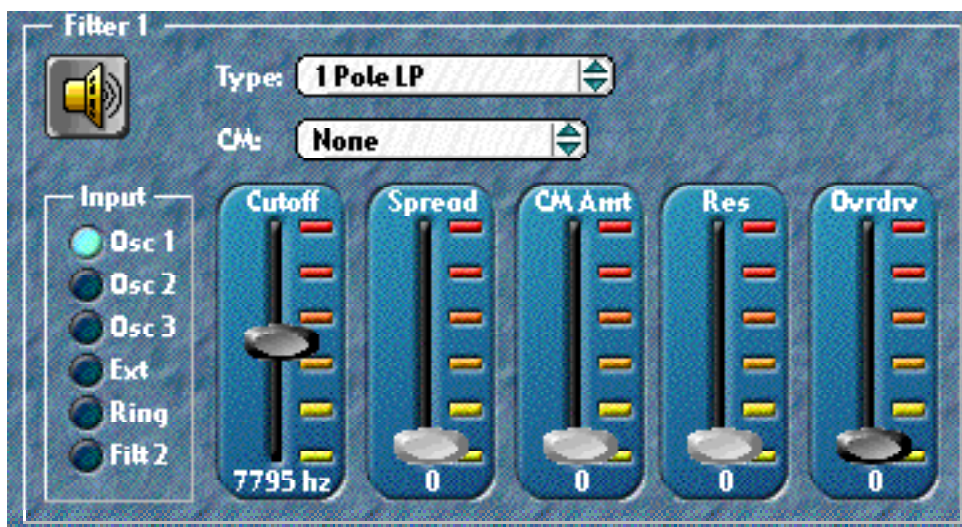 Filter 1
Type: 1 Pole LP
CM: None
Input
Osc 1
Osc 2
Osc 3
Ext
Ring
Filt 2
Cutoff Spread CM Amt Res Ovrdrv
7795 hz 0 0 0 0